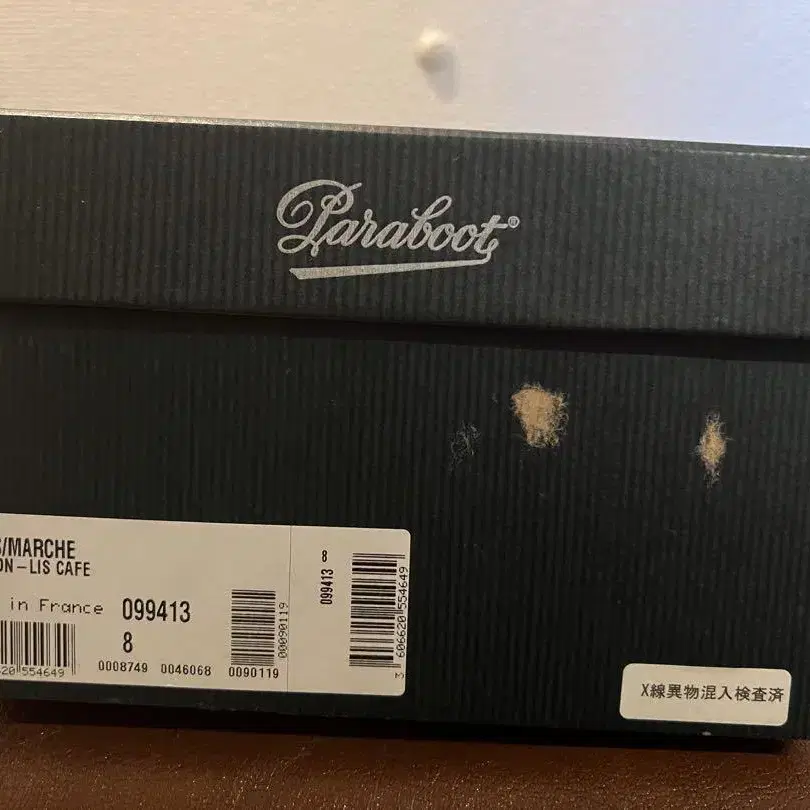 Paraboot®
S/MARCHE
ON-LIS CAFE
in France 099413
8
20 554649
0008749 0046068 0090119
00090119
099413 8
3 606620 554649
X線異物混入検査済